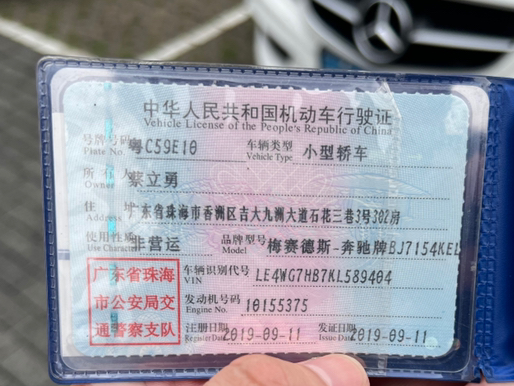 中华人民共和国机动车行驶证
Vehicle License of the People's Republic of China
号牌号码 粤C59E10 车辆类型 小型轿车
Plate No. Vehicle Type
所有人 蔡立勇
Owner
住址 广东省珠海市香洲区吉大九洲大道石花三巷3号302房
Address
使用性质 非营运 品牌型号 梅赛德斯-奔驰牌BJ7154KEL
Use Character Model
广东省珠海
市公安局交
通警察支队
车辆识别代号 LE4WG7HB7KL589404
VIN
发动机号码 10155375
Engine No.
注册日期 2019-09-11 发证日期 2019-09-11
Register Date Issue Date